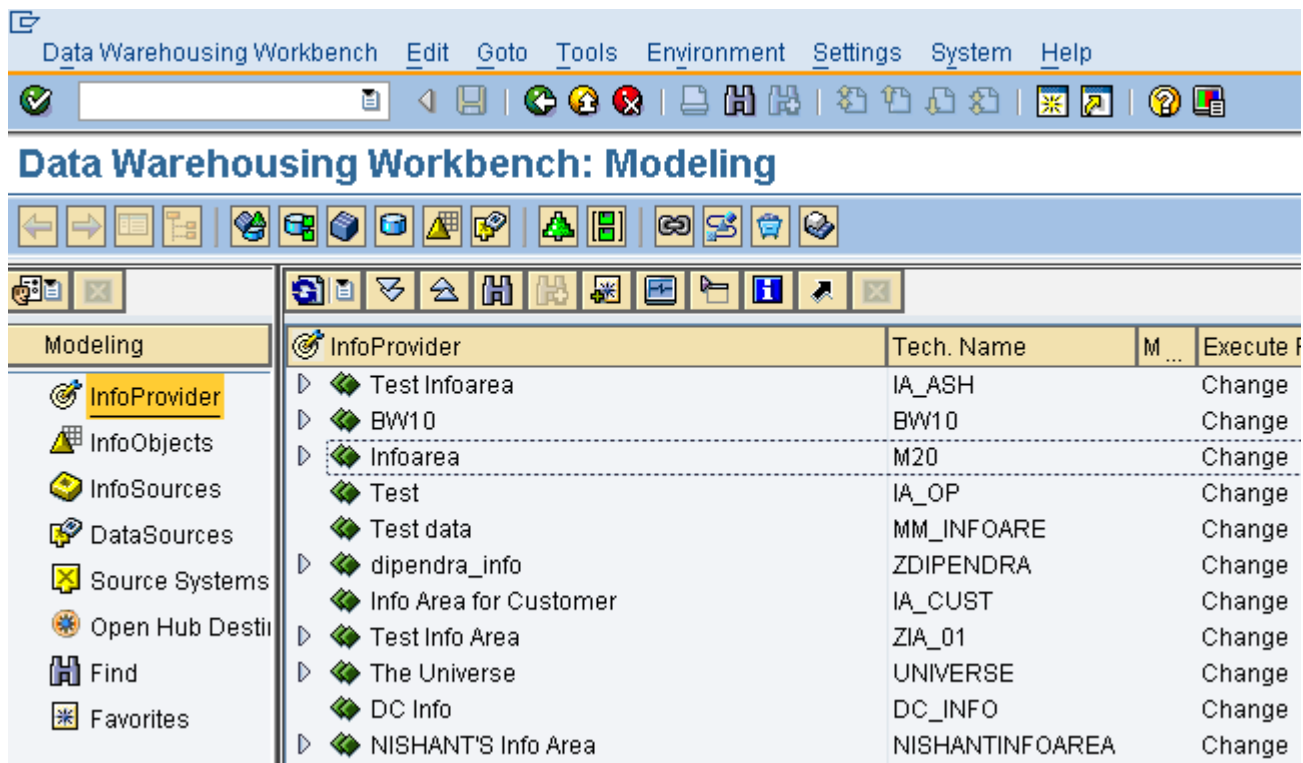 Data Warehousing Workbench Edit Goto Tools Environment Settings System Help
Data Warehousing Workbench: Modeling
Modeling
InfoProvider
InfoObjects
InfoSources
DataSources
Source Systems
Open Hub Destin
Find
Favorites
InfoProvider Tech. Name M ... Execute F
Test Infoarea IA_ASH Change
BW10 BW10 Change
Infoarea M20 Change
Test IA_OP Change
Test data MM_INFOARE Change
dipendra_info ZDIPENDRA Change
Info Area for Customer IA_CUST Change
Test Info Area ZIA_01 Change
The Universe UNIVERSE Change
DC Info DC_INFO Change
NISHANT'S Info Area NISHANTINFOAREA Change